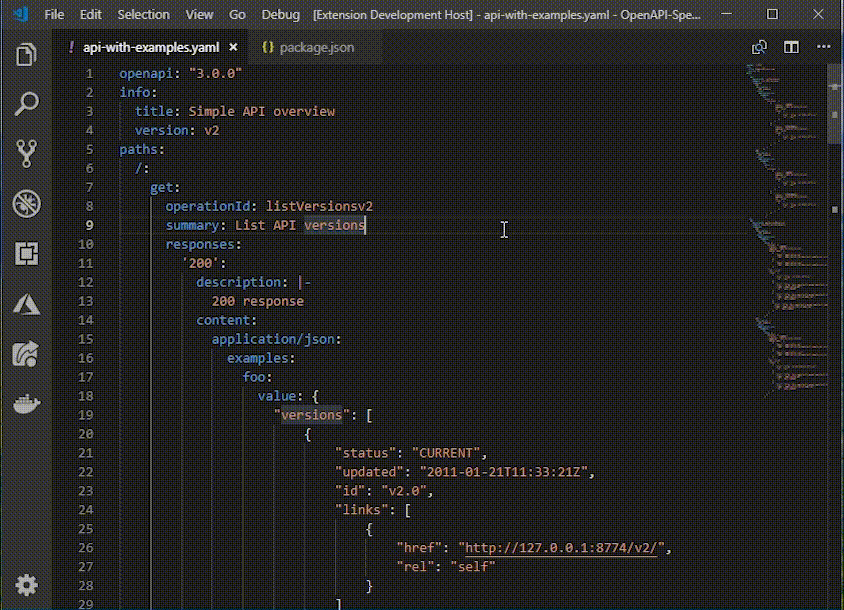 File Edit Selection View Go Debug [Extension Development Host] - api-with-examples.yaml - OpenAPI-Spe...
! api-with-examples.yaml × {} package.json
1 openapi: "3.0.0"
2 info:
3 title: Simple API overview
4 version: v2
5 paths:
6 /:
7 get:
8 operationId: listVersionsv2
9 summary: List API versions
10 responses:
11 '200':
12 description: |-
13 200 response
14 content:
15 application/json:
16 examples:
17 foo:
18 value: {
19 "versions": [
20 {
21 "status": "CURRENT",
22 "updated": "2011-01-21T11:33:21Z",
23 "id": "v2.0",
24 "links": [
25 {
26 "href": "http://127.0.0.1:8774/v2/",
27 "rel": "self"
28 }
29 ]